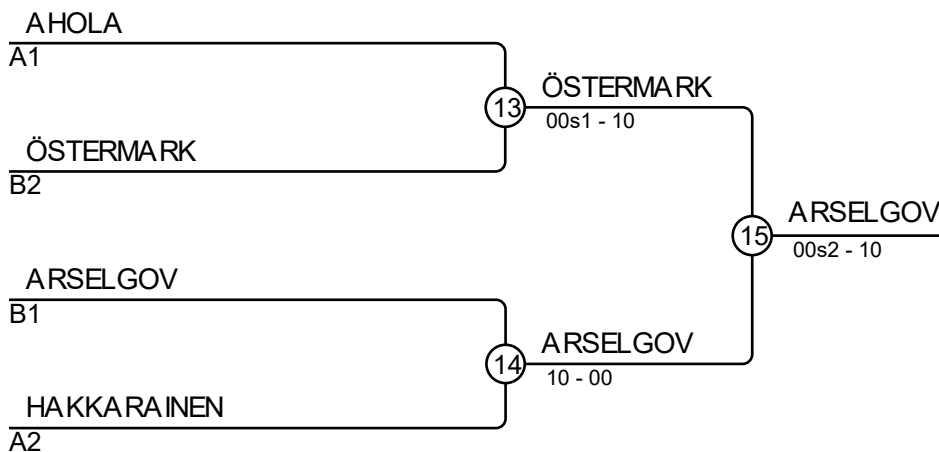 AHOLA
A1
13
ÖSTERMARK
00s1 - 10
ÖSTERMARK
B2
15
ARSELGOV
00s2 - 10
ARSELGOV
B1
14
ARSELGOV
10 - 00
HAKKARAINEN
A2